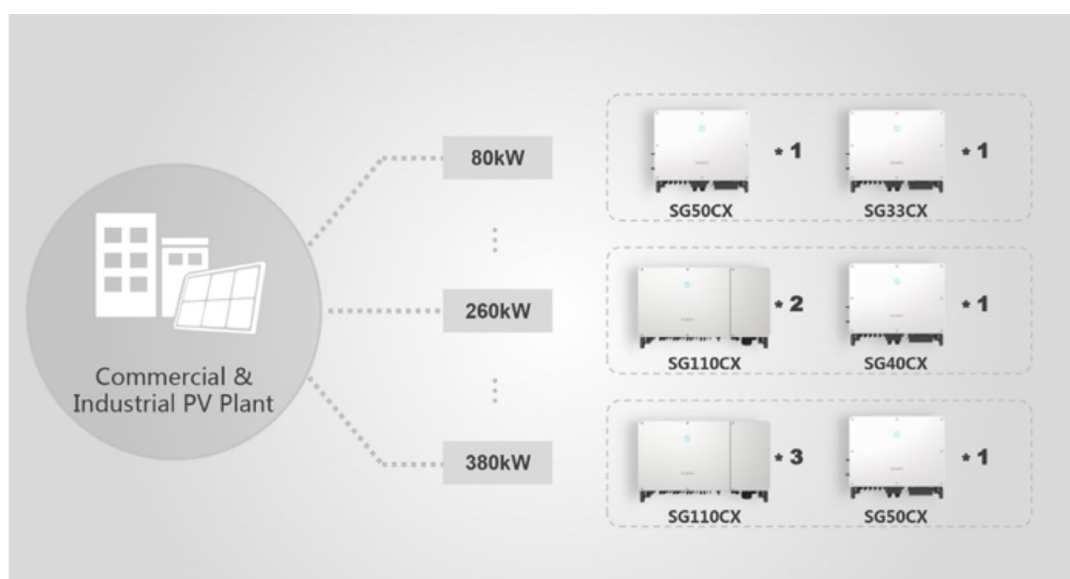 80kW
* 1
* 1
SG50CX
SG33CX
260kW
* 2
* 1
SG110CX
SG40CX
Commercial &
Industrial PV Plant
380kW
* 3
* 1
SG110CX
SG50CX